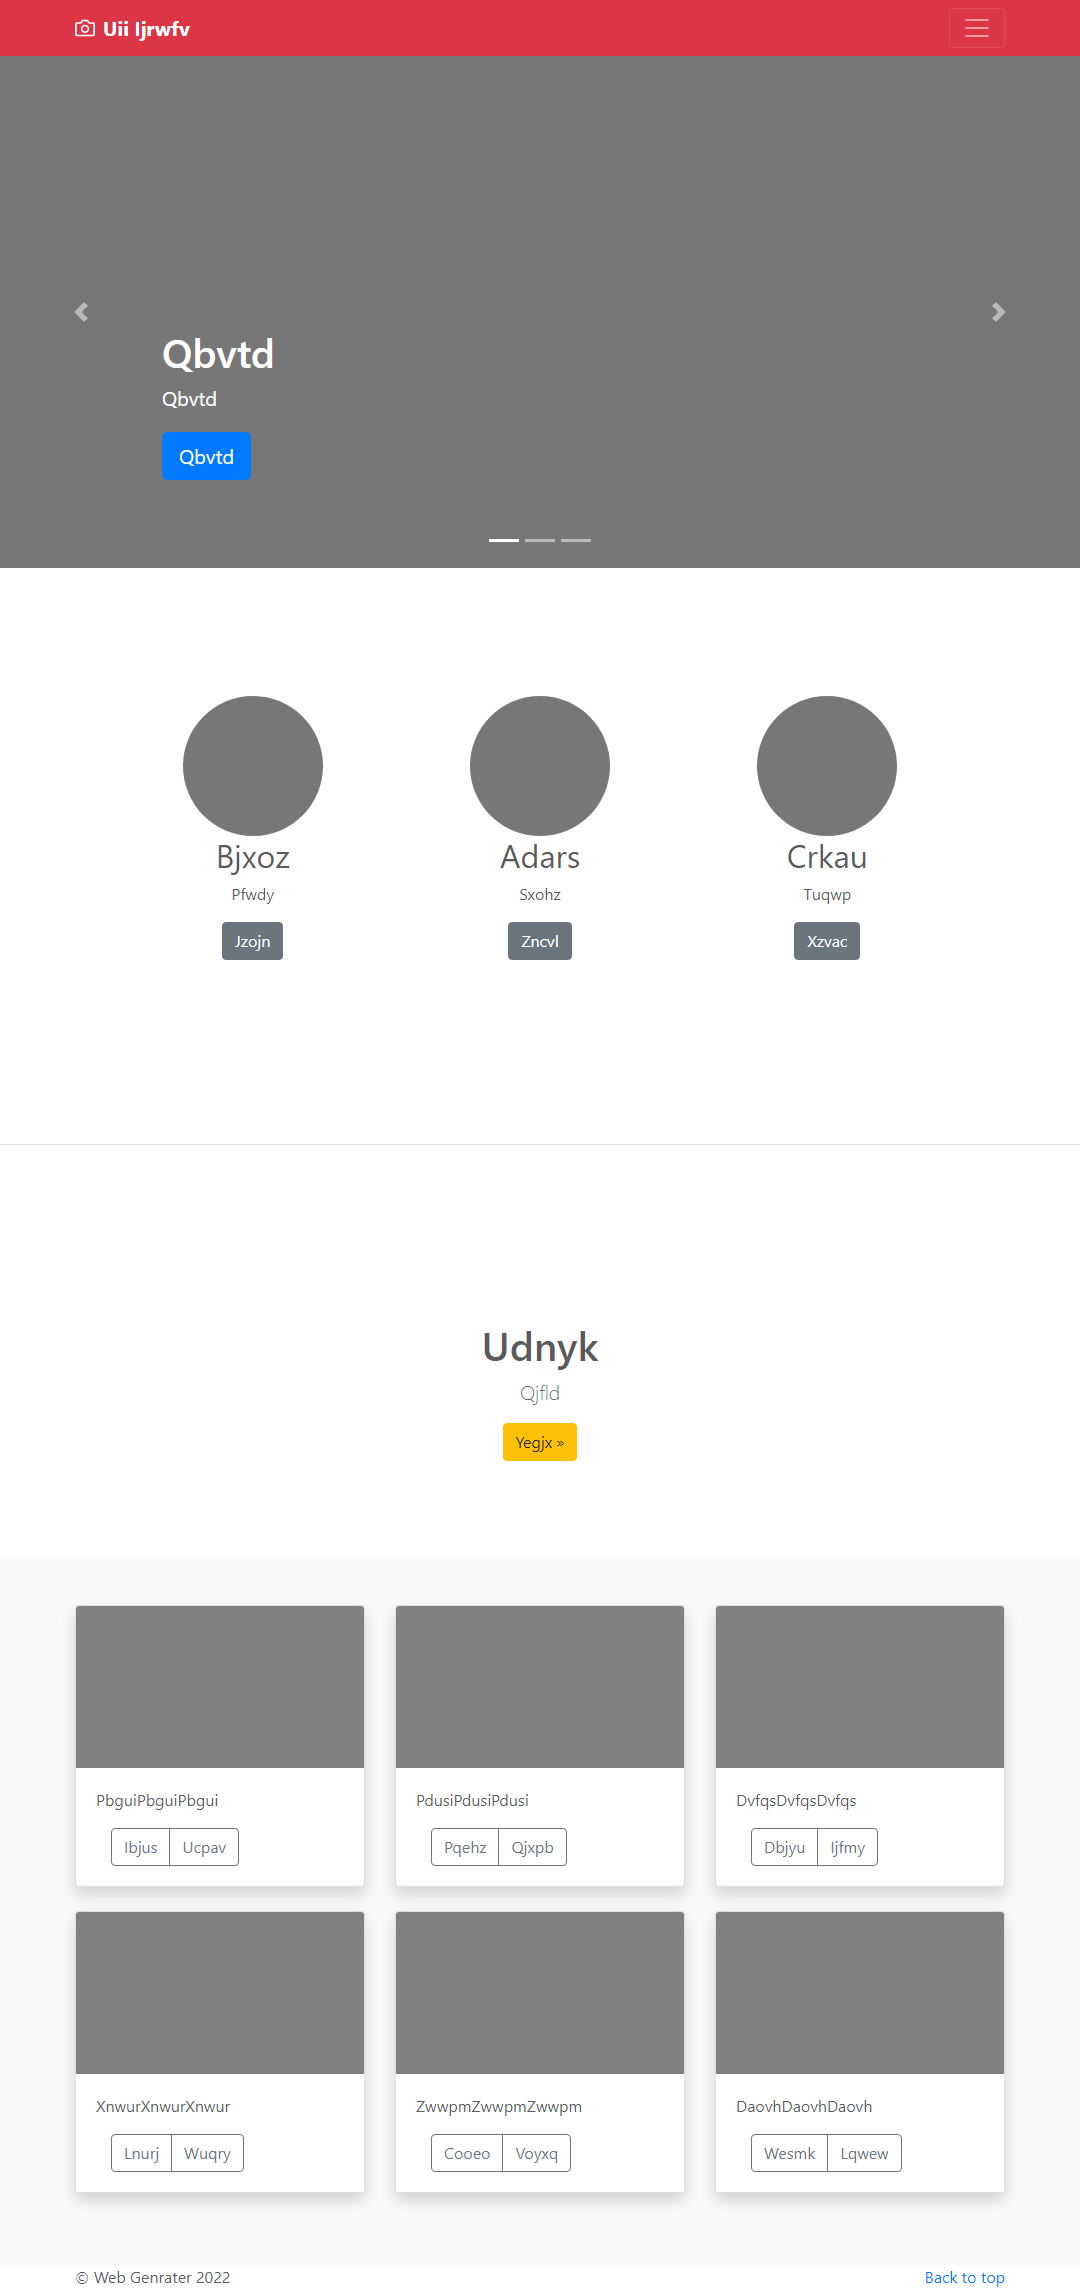 Uii Ijrwfv
Qbvtd
Qbvtd
Qbvtd
Bjxoz
Pfwdy
Jzojn
Adars
Sxohz
Zncvl
Crkau
Tuqwp
Xzvac
Udnyk
Qjfld
Yegjx »
PbguiPbguiPbgui
Ibjus Ucpav
PdusiPdusiPdusi
Pqehz Qjxpb
DvfqsDvfqsDvfqs
Dbjyu Ijfmy
XnwurXnwurXnwur
Lnurj Wuqry
ZwwpmZwwpmZwwpm
Cooeo Voyxq
DaovhDaovhDaovh
Wesmk Lqwew
© Web Genrater 2022
Back to top